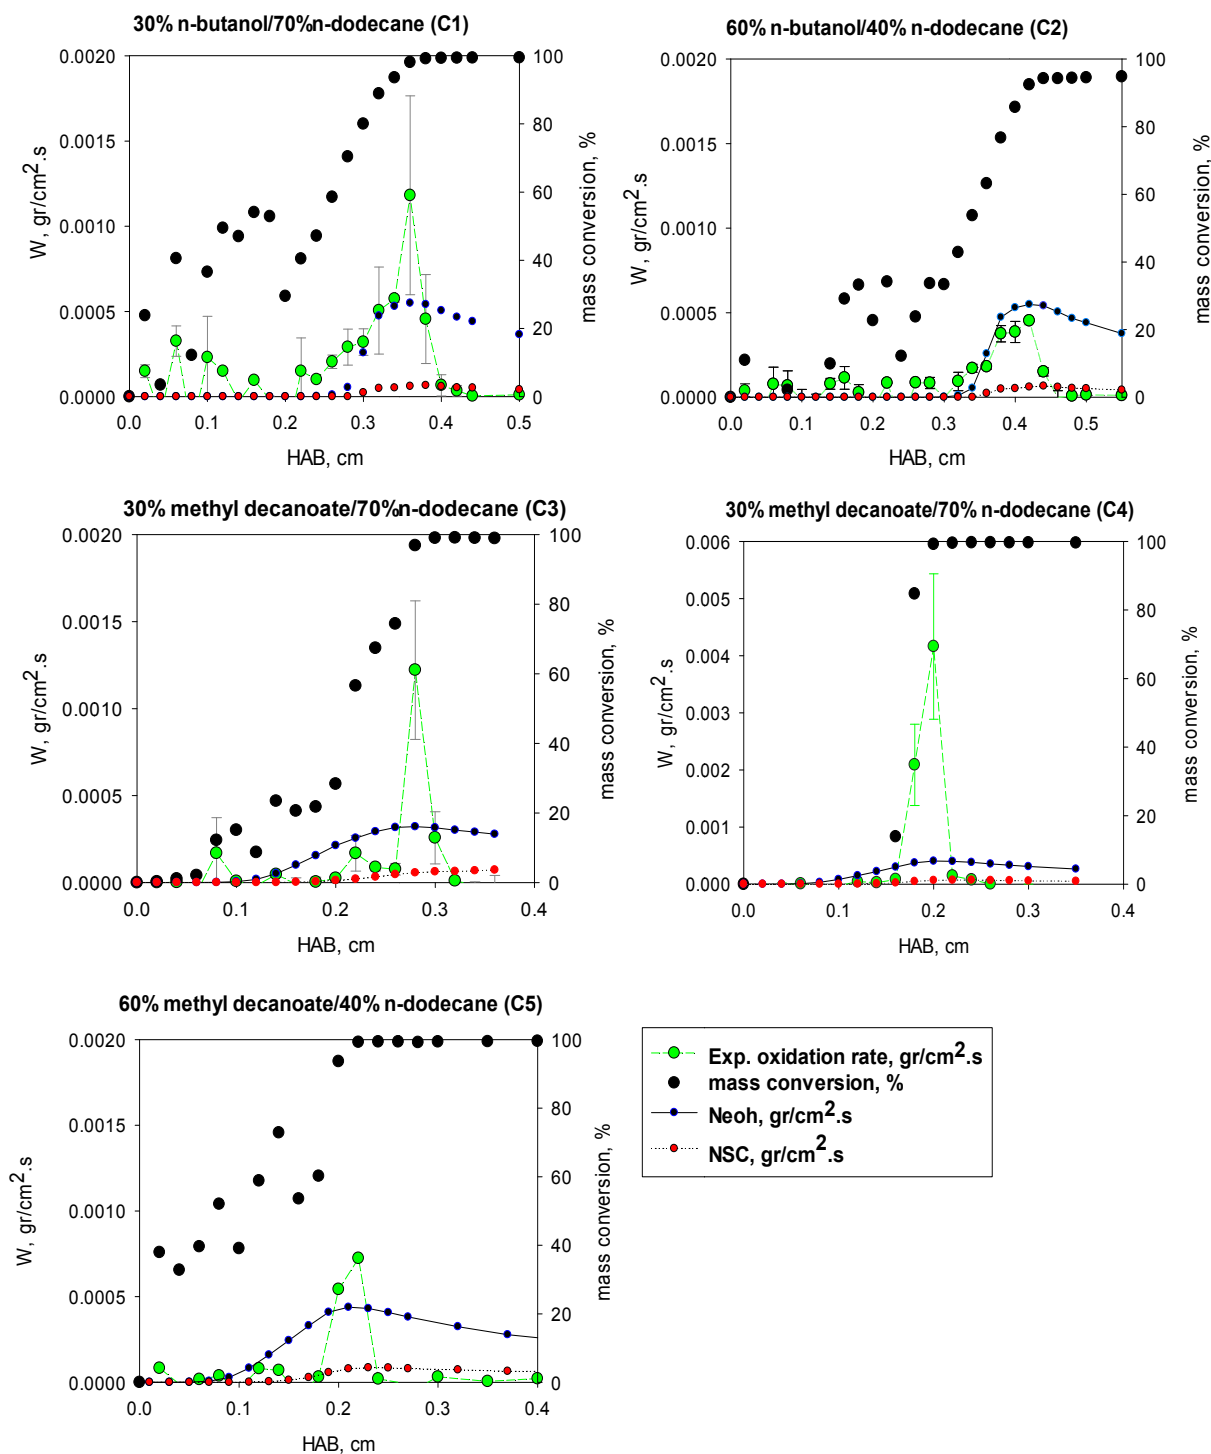 30% n-butanol/70%n-dodecane (C1)
0.0020
0.0015
0.0010
0.0005
0.0000
W, gr/cm2.s
100
80
60
40
20
0
mass conversion, %
0.0 0.1 0.2 0.3 0.4 0.5
HAB, cm
60% n-butanol/40% n-dodecane (C2)
0.0020
0.0015
0.0010
0.0005
0.0000
W, gr/cm2.s
100
80
60
40
20
0
mass conversion, %
0.0 0.1 0.2 0.3 0.4 0.5
HAB, cm
30% methyl decanoate/70%n-dodecane (C3)
0.0020
0.0015
0.0010
0.0005
0.0000
W, gr/cm2.s
100
80
60
40
20
0
mass conversion, %
0.0 0.1 0.2 0.3 0.4
HAB, cm
30% methyl decanoate/70% n-dodecane (C4)
0.006
0.005
0.004
0.003
0.002
0.001
0.000
W, gr/cm2.s
100
80
60
40
20
0
mass conversion, %
0.0 0.1 0.2 0.3 0.4
HAB, cm
60% methyl decanoate/40% n-dodecane (C5)
0.0020
0.0015
0.0010
0.0005
0.0000
W, gr/cm2.s
100
80
60
40
20
0
mass conversion, %
0.0 0.1 0.2 0.3 0.4
HAB, cm
Exp. oxidation rate, gr/cm2.s
mass conversion, %
Neoh, gr/cm2.s
NSC, gr/cm2.s